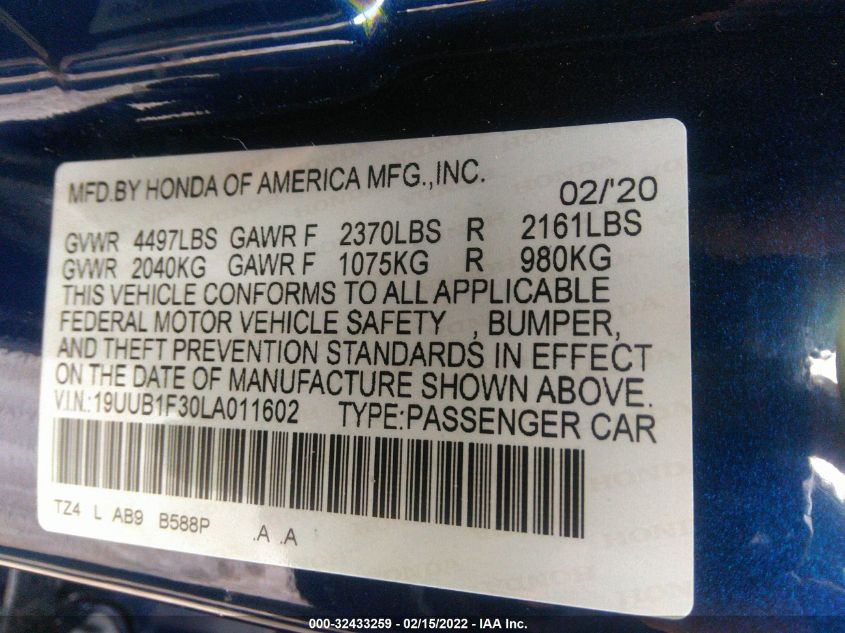 MFD.BY HONDA OF AMERICA MFG.,INC. 02/'20
GVWR 4497LBS GAWR F 2370LBS R 2161LBS
GVWR 2040KG GAWR F 1075KG R 980KG
THIS VEHICLE CONFORMS TO ALL APPLICABLE
FEDERAL MOTOR VEHICLE SAFETY , BUMPER,
AND THEFT PREVENTION STANDARDS IN EFFECT
ON THE DATE OF MANUFACTURE SHOWN ABOVE.
V.I.N.:19UUB1F30LA011602 TYPE:PASSENGER CAR
TZ4 L AB9 B588P .A .A
000-32433259 - 02/15/2022 - IAA Inc.